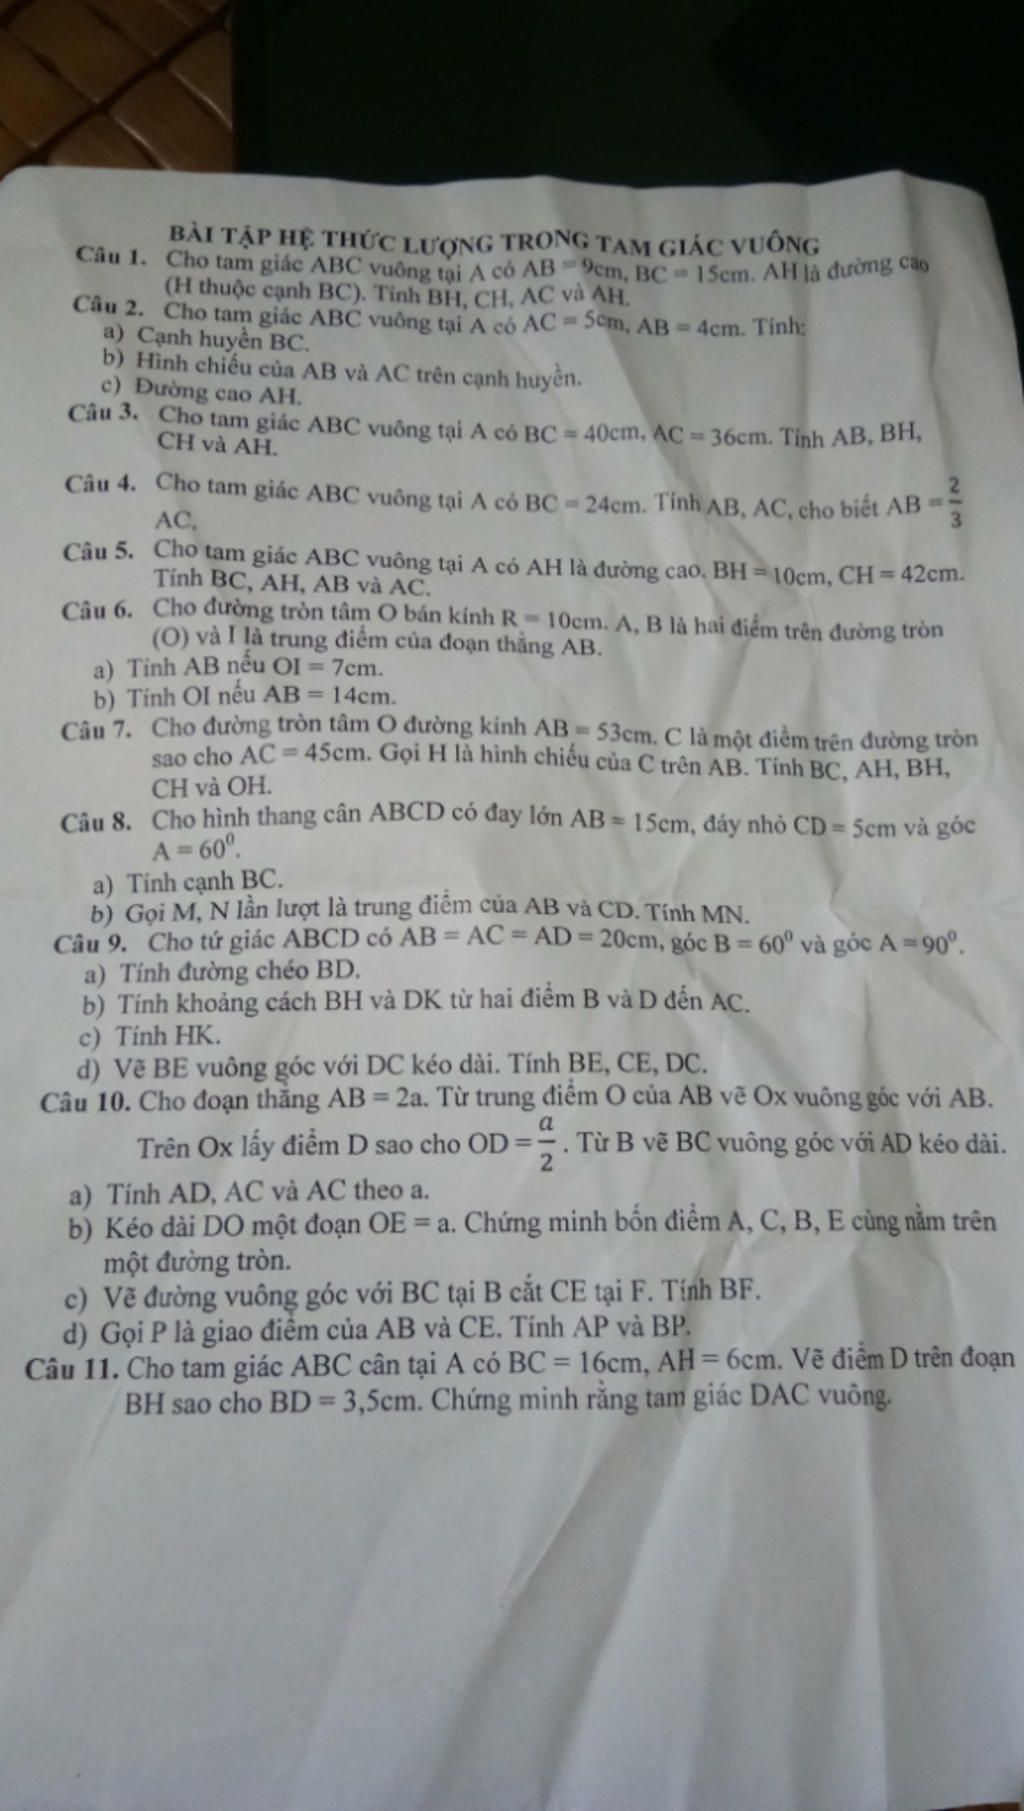 BÀI TẬP HỆ THỨC LƯỢNG TRONG TAM GIÁC VUÔNG
Câu 1. Cho tam giác ABC vuông tại A có AB = 9cm, BC = 15cm. AH là đường cao
(H thuộc cạnh BC). Tính BH, CH, AC và AH.
Câu 2. Cho tam giác ABC vuông tại A có AC = 5cm, AB = 4cm. Tính:
a) Cạnh huyền BC.
b) Hình chiếu của AB và AC trên cạnh huyền.
c) Đường cao AH.
Câu 3. Cho tam giác ABC vuông tại A có BC = 40cm, AC = 36cm. Tính AB, BH,
CH và AH.
Câu 4. Cho tam giác ABC vuông tại A có BC = 24cm. Tính AB, AC, cho biết AB = 2/3
AC.
Câu 5. Cho tam giác ABC vuông tại A có AH là đường cao. BH = 10cm, CH = 42cm.
Tính BC, AH, AB và AC.
Câu 6. Cho đường tròn tâm O bán kính R = 10cm. A, B là hai điểm trên đường tròn
(O) và I là trung điểm của đoạn thẳng AB.
a) Tính AB nếu OI = 7cm.
b) Tính OI nếu AB = 14cm.
Câu 7. Cho đường tròn tâm O đường kính AB = 53cm. C là một điểm trên đường tròn
sao cho AC = 45cm. Gọi H là hình chiếu của C trên AB. Tính BC, AH, BH,
CH và OH.
Câu 8. Cho hình thang cân ABCD có đay lớn AB = 15cm, đáy nhỏ CD = 5cm và góc
A = 60⁰.
a) Tính cạnh BC.
b) Gọi M, N lần lượt là trung điểm của AB và CD. Tính MN.
Câu 9. Cho tứ giác ABCD có AB = AC = AD = 20cm, góc B = 60⁰ và góc A = 90⁰.
a) Tính đường chéo BD.
b) Tính khoảng cách BH và DK từ hai điểm B và D đến AC.
c) Tính HK.
d) Vẽ BE vuông góc với DC kéo dài. Tính BE, CE, DC.
Câu 10. Cho đoạn thẳng AB = 2a. Từ trung điểm O của AB vẽ Ox vuông góc với AB.
Trên Ox lấy điểm D sao cho OD = a/2 . Từ B vẽ BC vuông góc với AD kéo dài.
a) Tính AD, AC và AC theo a.
b) Kéo dài DO một đoạn OE = a. Chứng minh bốn điểm A, C, B, E cùng nằm trên
một đường tròn.
c) Vẽ đường vuông góc với BC tại B cắt CE tại F. Tính BF.
d) Gọi P là giao điểm của AB và CE. Tính AP và BP.
Câu 11. Cho tam giác ABC cân tại A có BC = 16cm, AH = 6cm. Vẽ điểm D trên đoạn
BH sao cho BD = 3,5cm. Chứng minh rằng tam giác DAC vuông.